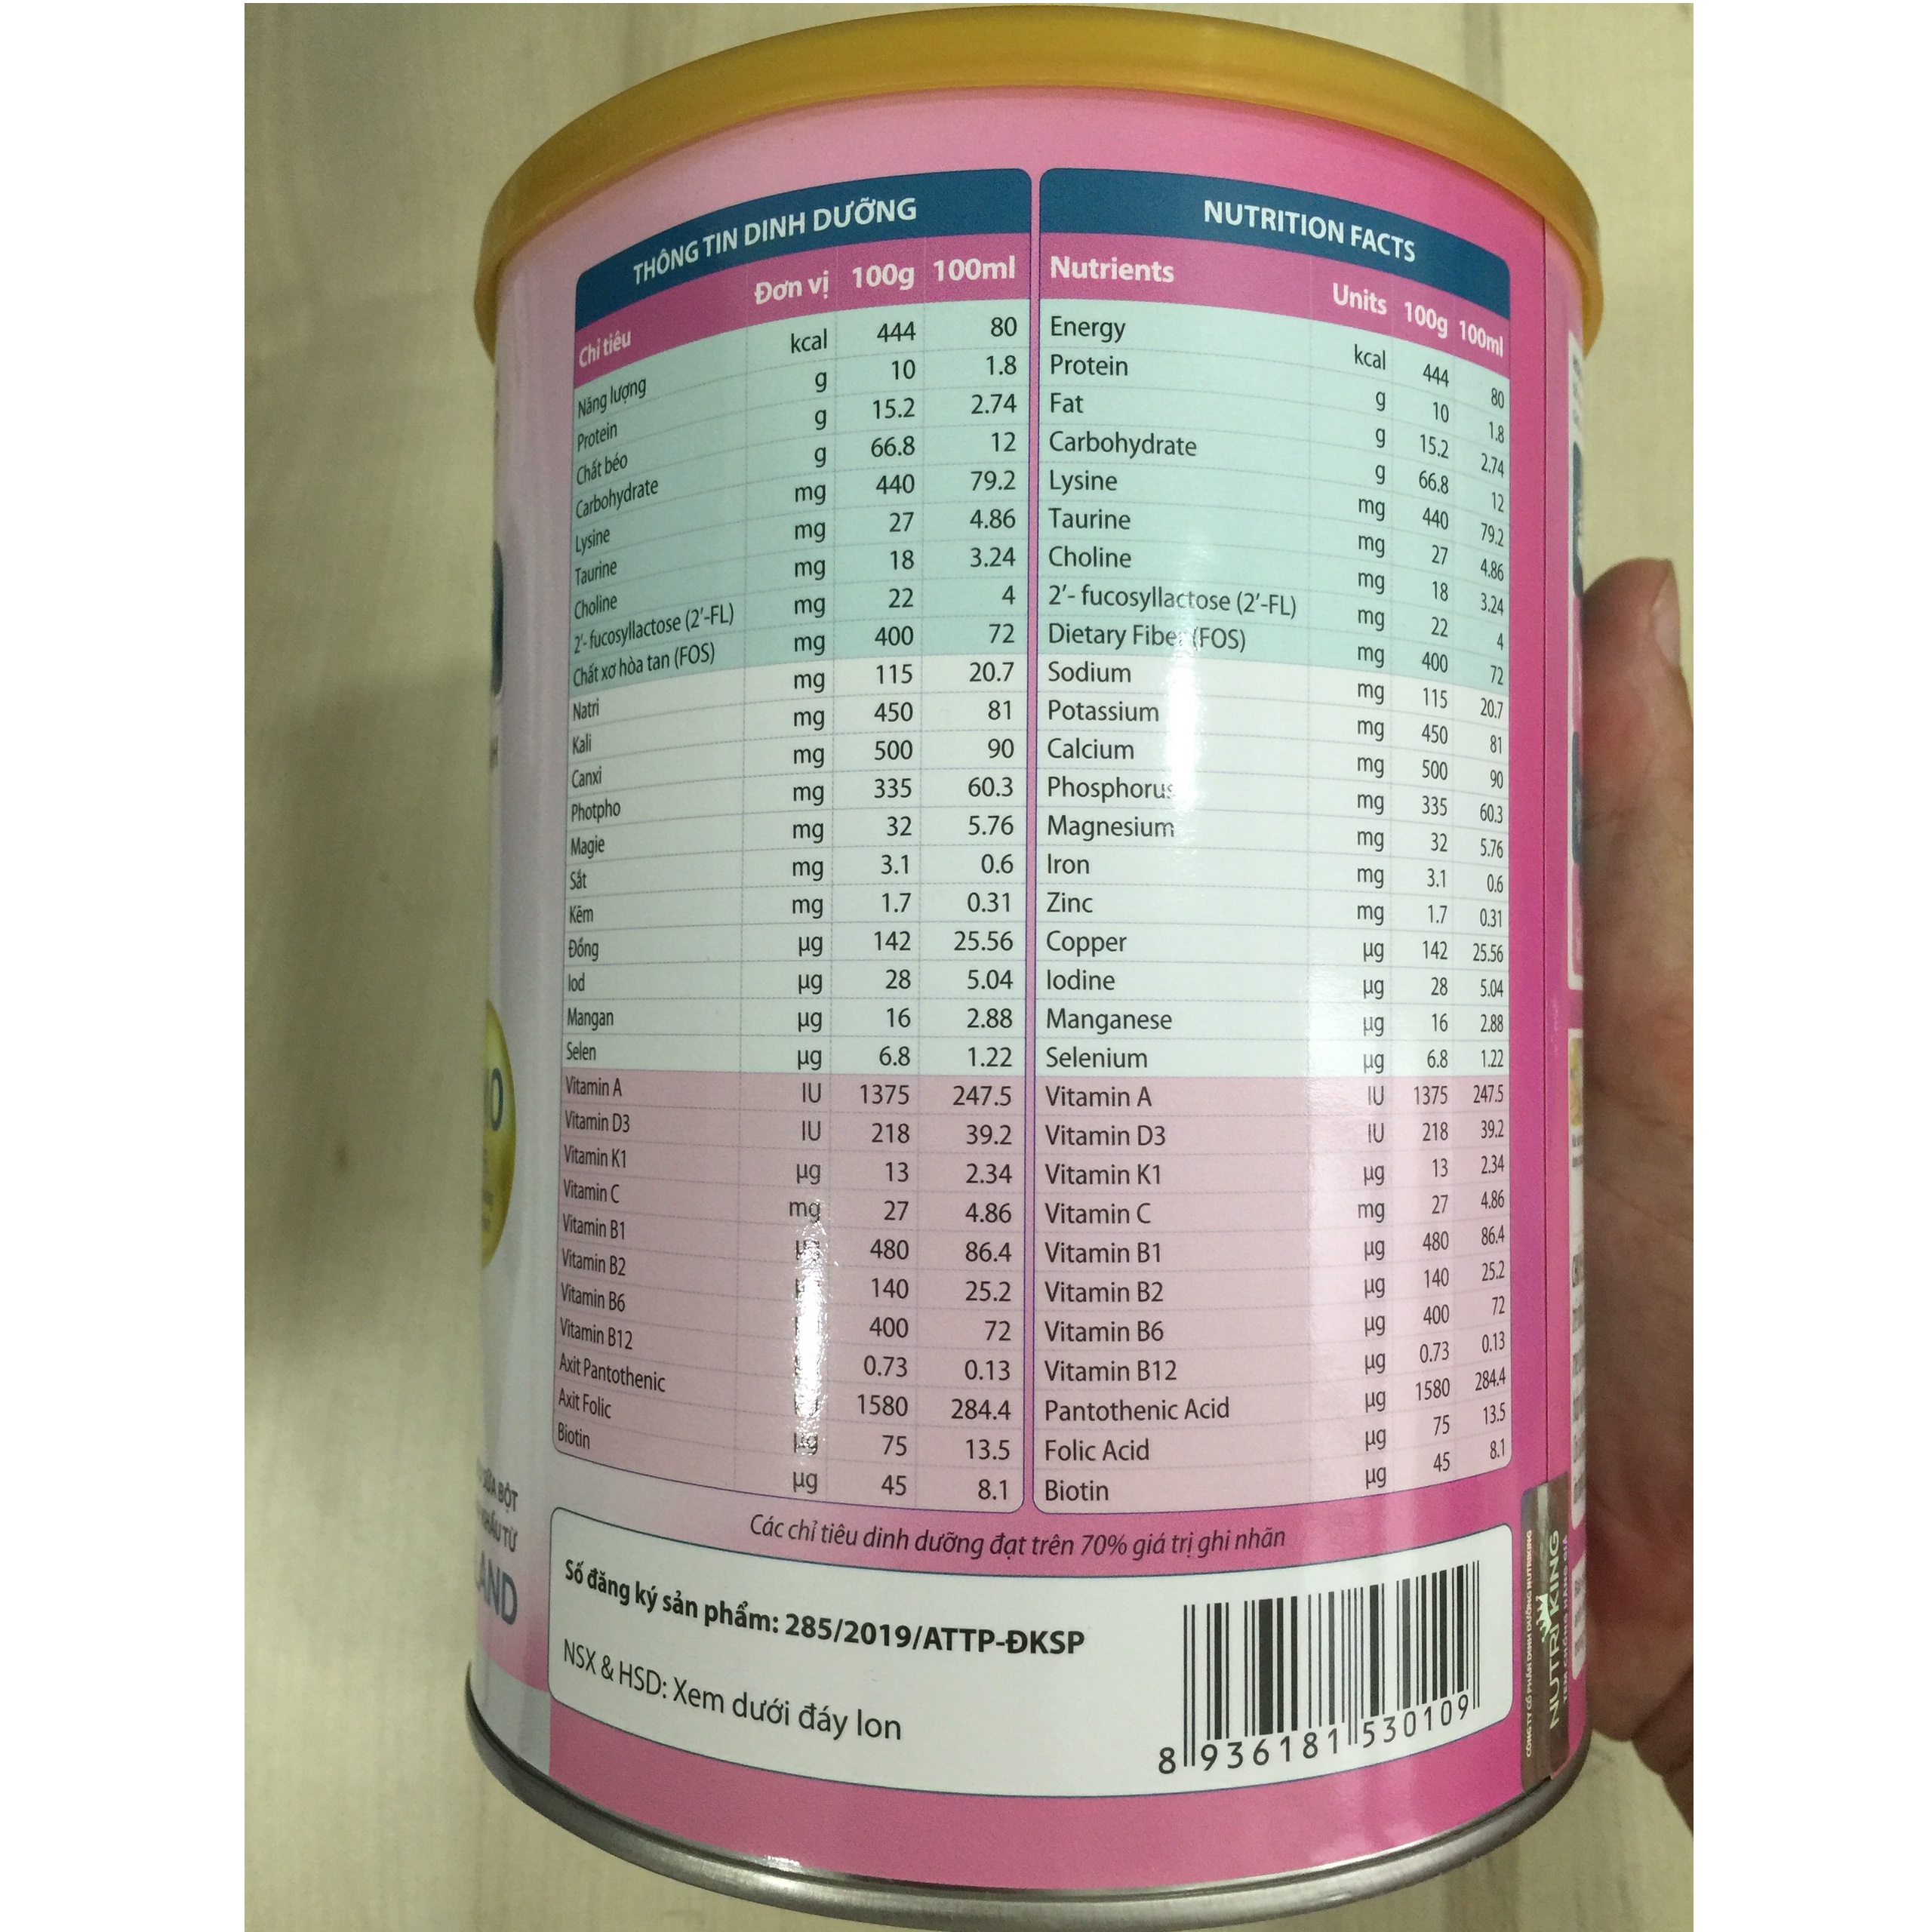 THÔNG TIN DINH DƯỠNG
Chỉ tiêu Đơn vị 100g 100ml
Năng lượng kcal 444 80
Protein g 10 1.8
Chất béo g 15.2 2.74
Carbohydrate g 66.8 12
Lysine mg 440 79.2
Taurine mg 27 4.86
Choline mg 18 3.24
2'- fucosyllactose (2'-FL) mg 22 4
Chất xơ hòa tan (FOS) mg 400 72
Natri mg 115 20.7
Kali mg 450 81
Canxi mg 500 90
Photpho mg 335 60.3
Magie mg 32 5.76
Sắt mg 3.1 0.6
Kẽm mg 1.7 0.31
Đồng µg 142 25.56
Iod µg 28 5.04
Mangan µg 16 2.88
Selen µg 6.8 1.22
Vitamin A IU 1375 247.5
Vitamin D3 IU 218 39.2
Vitamin K1 µg 13 2.34
Vitamin C mg 27 4.86
Vitamin B1 480 86.4
Vitamin B2 140 25.2
Vitamin B6 400 72
Vitamin B12 0.73 0.13
Axit Pantothenic 1580 284.4
Axit Folic µg 75 13.5
Biotin µg 45 8.1
NUTRITION FACTS
Nutrients Units 100g 100ml
Energy kcal 444 80
Protein g 10 1.8
Fat g 15.2 2.74
Carbohydrate g 66.8 12
Lysine mg 440 79.2
Taurine mg 27 4.86
Choline mg 18 3.24
2'- fucosyllactose (2'-FL) mg 22 4
Dietary Fiber (FOS) mg 400 72
Sodium mg 115 20.7
Potassium mg 450 81
Calcium mg 500 90
Phosphorus mg 335 60.3
Magnesium mg 32 5.76
Iron mg 3.1 0.6
Zinc mg 1.7 0.31
Copper µg 142 25.56
Iodine µg 28 5.04
Manganese µg 16 2.88
Selenium µg 6.8 1.22
Vitamin A IU 1375 247.5
Vitamin D3 IU 218 39.2
Vitamin K1 µg 13 2.34
Vitamin C mg 27 4.86
Vitamin B1 µg 480 86.4
Vitamin B2 µg 140 25.2
Vitamin B6 µg 400 72
Vitamin B12 µg 0.73 0.13
Pantothenic Acid µg 1580 284.4
Folic Acid µg 75 13.5
Biotin µg 45 8.1
Các chỉ tiêu dinh dưỡng đạt trên 70% giá trị ghi nhãn
Số đăng ký sản phẩm: 285/2019/ATTP-ĐKSP
NSX & HSD: Xem dưới đáy lon
8 936181 530109
CÔNG TY CỔ PHẦN DINH DƯỠNG NUTRIKING
NUTRIKING
TEM CHỐNG HÀNG GIẢ
BỘT
TỪ